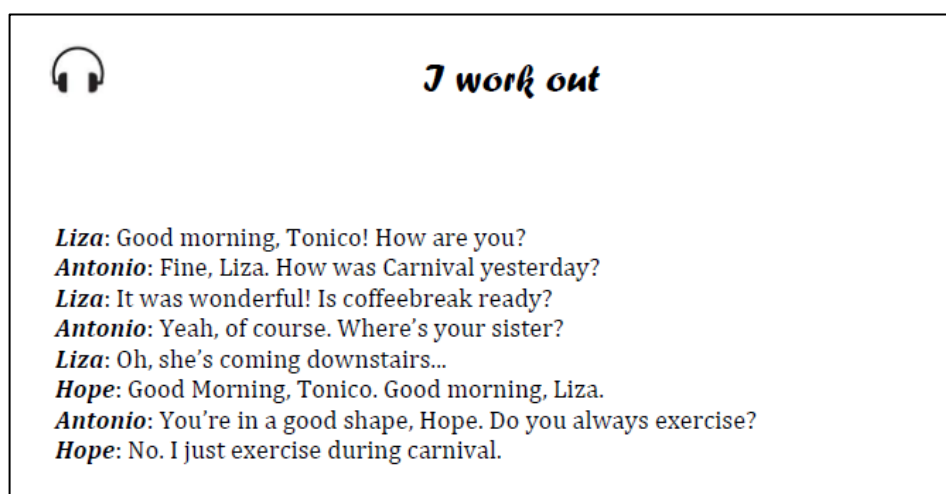 I work out
Liza: Good morning, Tonico! How are you?
Antonio: Fine, Liza. How was Carnival yesterday?
Liza: It was wonderful! Is coffeebreak ready?
Antonio: Yeah, of course. Where’s your sister?
Liza: Oh, she’s coming downstairs...
Hope: Good Morning, Tonico. Good morning, Liza.
Antonio: You’re in a good shape, Hope. Do you always exercise?
Hope: No. I just exercise during carnival.